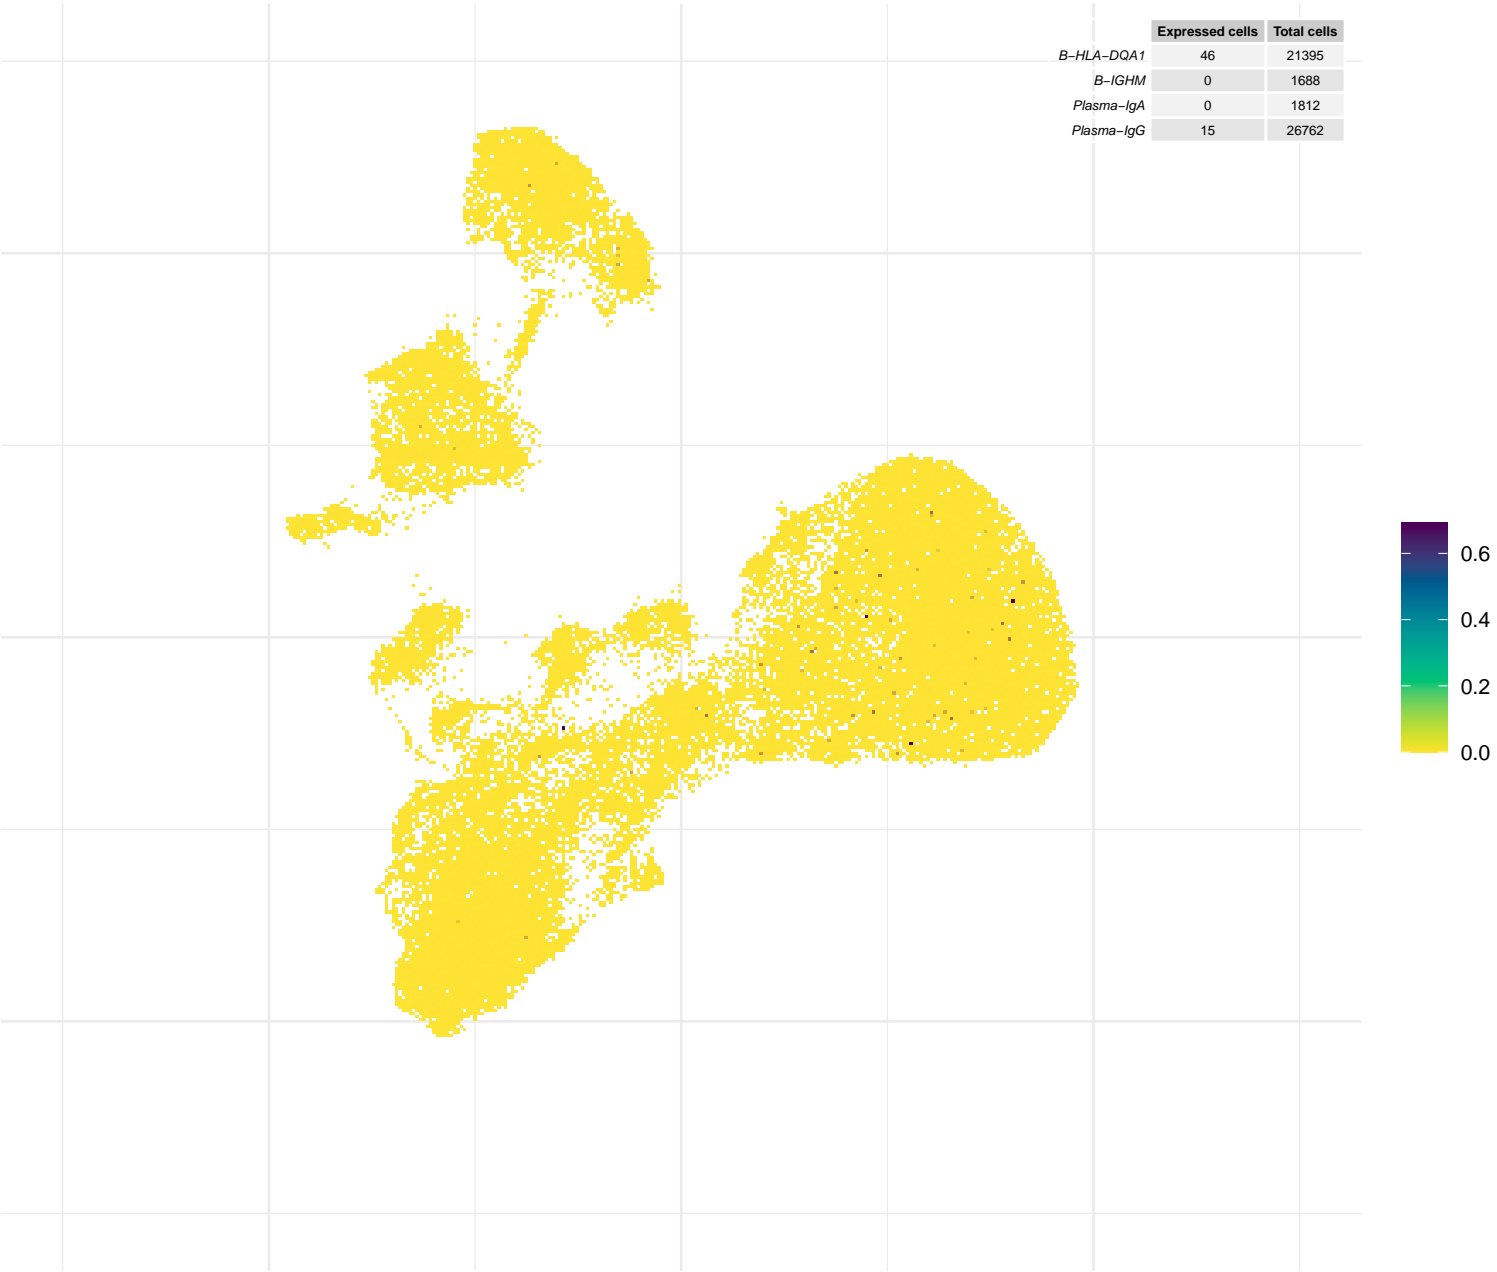 Expressed cells Total cells
B−HLA−DQA1 46 21395
B−IGHM 0 1688
Plasma−IgA 0 1812
Plasma−IgG 15 26762
0.6
0.4
0.2
0.0